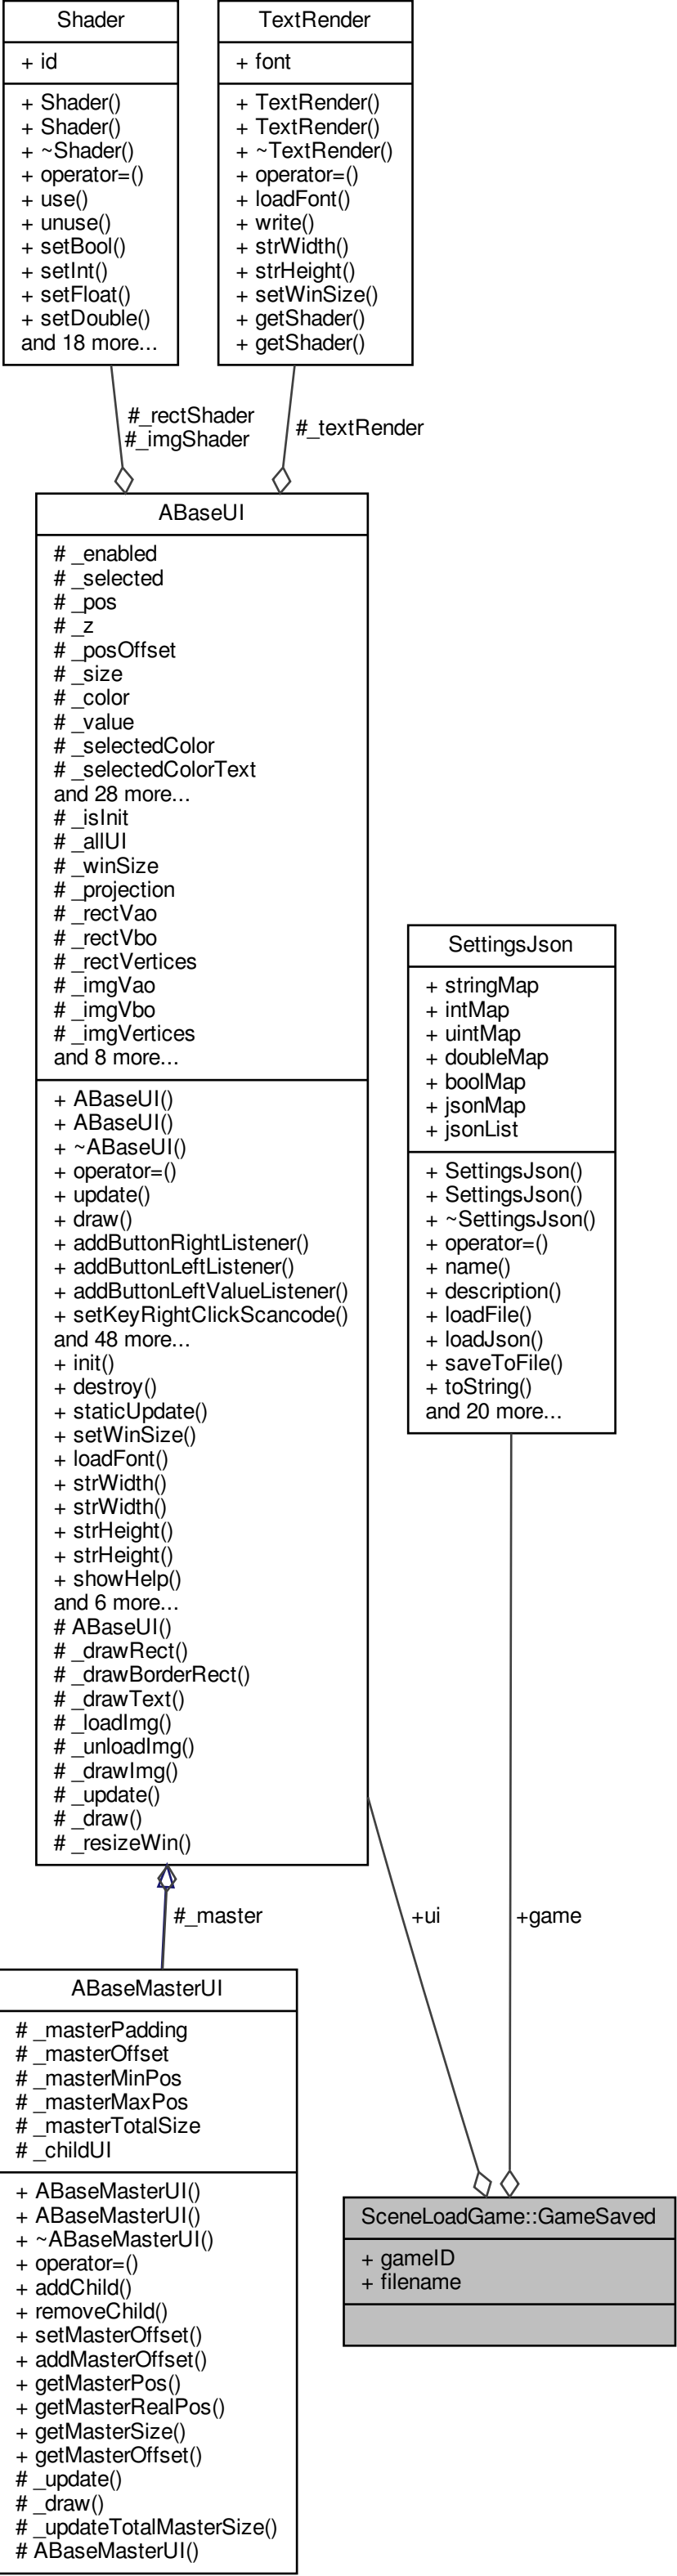 Shader
+ id
+ Shader()
+ Shader()
+ ~Shader()
+ operator=()
+ use()
+ unuse()
+ setBool()
+ setInt()
+ setFloat()
+ setDouble()
and 18 more...
TextRender
+ font
+ TextRender()
+ TextRender()
+ ~TextRender()
+ operator=()
+ loadFont()
+ write()
+ strWidth()
+ strHeight()
+ setWinSize()
+ getShader()
+ getShader()
#_rectShader
#_imgShader
#_textRender
ABaseUI
# _enabled
# _selected
# _pos
# _z
# _posOffset
# _size
# _color
# _value
# _selectedColor
# _selectedColorText
and 28 more...
# _isInit
# _allUI
# _winSize
# _projection
# _rectVao
# _rectVbo
# _rectVertices
# _imgVao
# _imgVbo
# _imgVertices
and 8 more...
+ ABaseUI()
+ ABaseUI()
+ ~ABaseUI()
+ operator=()
+ update()
+ draw()
+ addButtonRightListener()
+ addButtonLeftListener()
+ addButtonLeftValueListener()
+ setKeyRightClickScancode()
and 48 more...
+ init()
+ destroy()
+ staticUpdate()
+ setWinSize()
+ loadFont()
+ strWidth()
+ strWidth()
+ strHeight()
+ strHeight()
+ showHelp()
and 6 more...
# ABaseUI()
# _drawRect()
# _drawBorderRect()
# _drawText()
# _loadImg()
# _unloadImg()
# _drawImg()
# _update()
# _draw()
# _resizeWin()
SettingsJson
+ stringMap
+ intMap
+ uintMap
+ doubleMap
+ boolMap
+ jsonMap
+ jsonList
+ SettingsJson()
+ SettingsJson()
+ ~SettingsJson()
+ operator=()
+ name()
+ description()
+ loadFile()
+ loadJson()
+ saveToFile()
+ toString()
and 20 more...
#_master
+ui
+game
ABaseMasterUI
# _masterPadding
# _masterOffset
# _masterMinPos
# _masterMaxPos
# _masterTotalSize
# _childUI
+ ABaseMasterUI()
+ ABaseMasterUI()
+ ~ABaseMasterUI()
+ operator=()
+ addChild()
+ removeChild()
+ setMasterOffset()
+ addMasterOffset()
+ getMasterPos()
+ getMasterRealPos()
+ getMasterSize()
+ getMasterOffset()
# _update()
# _draw()
# _updateTotalMasterSize()
# ABaseMasterUI()
SceneLoadGame::GameSaved
+ gameID
+ filename